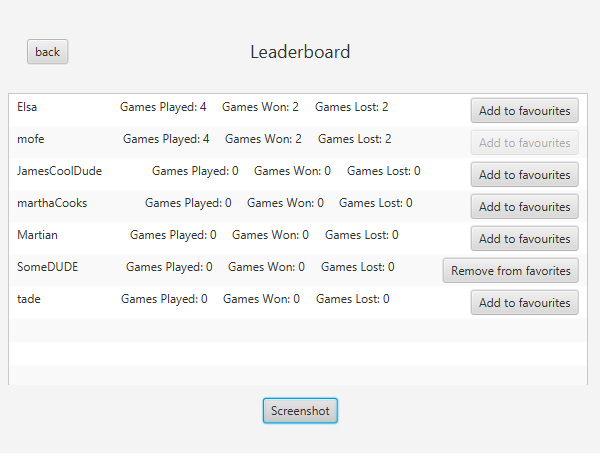 back
Leaderboard
Elsa Games Played: 4 Games Won: 2 Games Lost: 2 Add to favourites
mofe Games Played: 4 Games Won: 2 Games Lost: 2 Add to favourites
JamesCoolDude Games Played: 0 Games Won: 0 Games Lost: 0 Add to favourites
marthaCooks Games Played: 0 Games Won: 0 Games Lost: 0 Add to favourites
Martian Games Played: 0 Games Won: 0 Games Lost: 0 Add to favourites
SomeDUDE Games Played: 0 Games Won: 0 Games Lost: 0 Remove from favorites
tade Games Played: 0 Games Won: 0 Games Lost: 0 Add to favourites
Screenshot